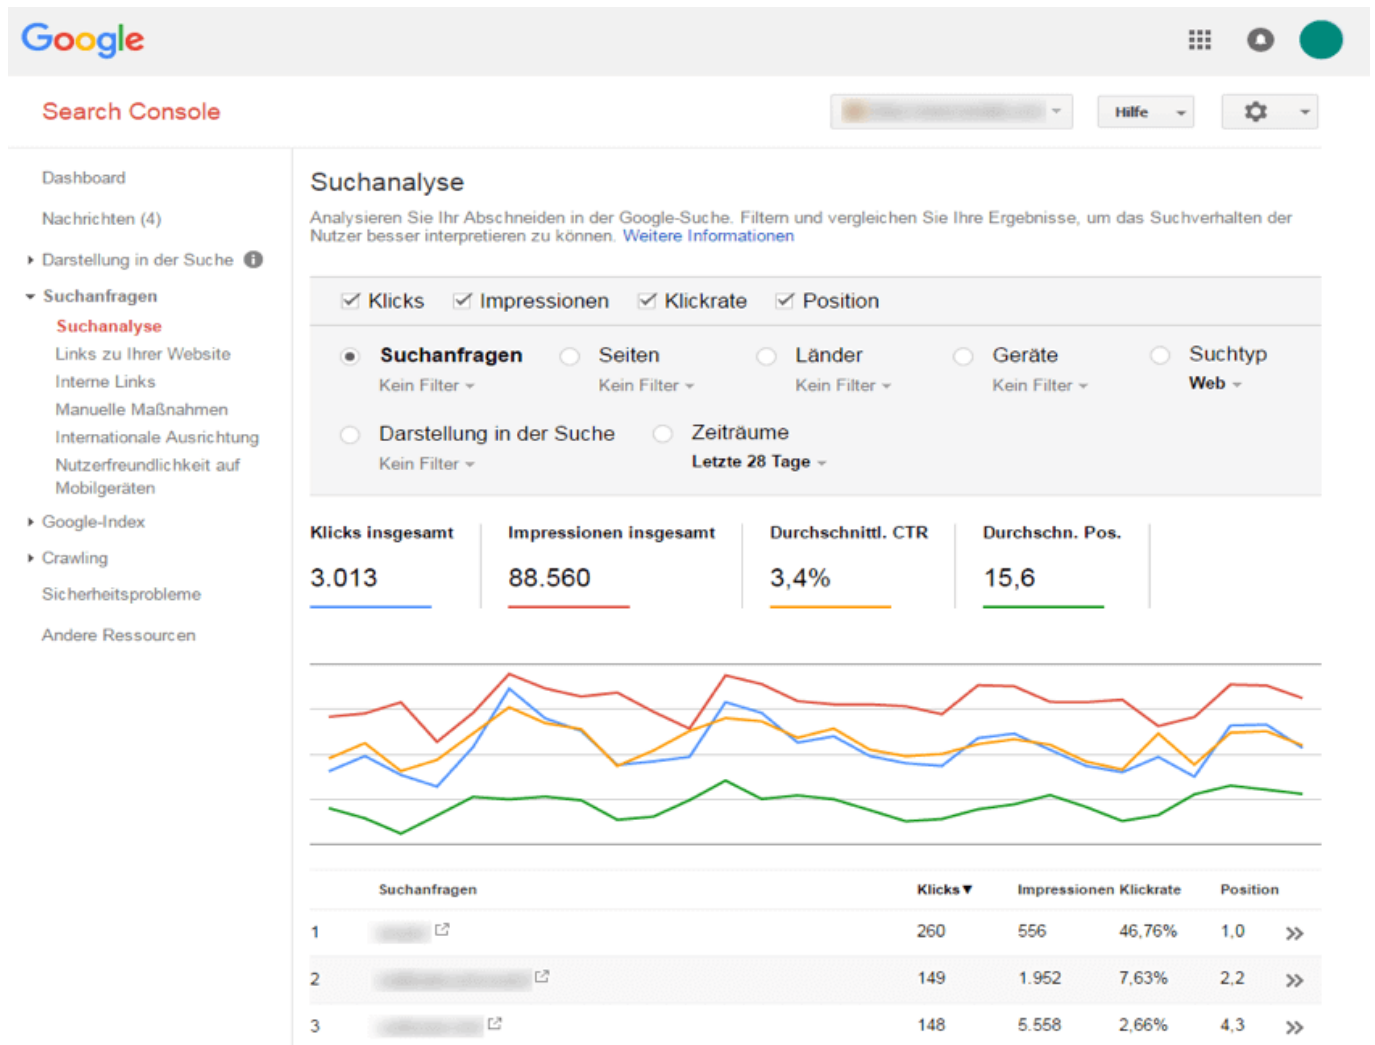 Google
Search Console
Hilfe
Dashboard
Nachrichten (4)
Darstellung in der Suche
Suchanfragen
Suchanalyse
Links zu Ihrer Website
Interne Links
Manuelle Maßnahmen
Internationale Ausrichtung
Nutzerfreundlichkeit auf
Mobilgeräten
Google-Index
Crawling
Sicherheitsprobleme
Andere Ressourcen
Suchanalyse
Analysieren Sie Ihr Abschneiden in der Google-Suche. Filtern und vergleichen Sie Ihre Ergebnisse, um das Suchverhalten der
Nutzer besser interpretieren zu können. Weitere Informationen
Klicks Impressionen Klickrate Position
Suchanfragen Seiten Länder Geräte Suchtyp
Kein Filter Kein Filter Kein Filter Kein Filter Web
Darstellung in der Suche Zeiträume
Kein Filter Letzte 28 Tage
Klicks insgesamt Impressionen insgesamt Durchschnittl. CTR Durchschn. Pos.
3.013 88.560 3,4% 15,6
Suchanfragen Klicks▼ Impressionen Klickrate Position
1 260 556 46,76% 1,0 »
2 149 1.952 7,63% 2,2 »
3 148 5.558 2,66% 4,3 »